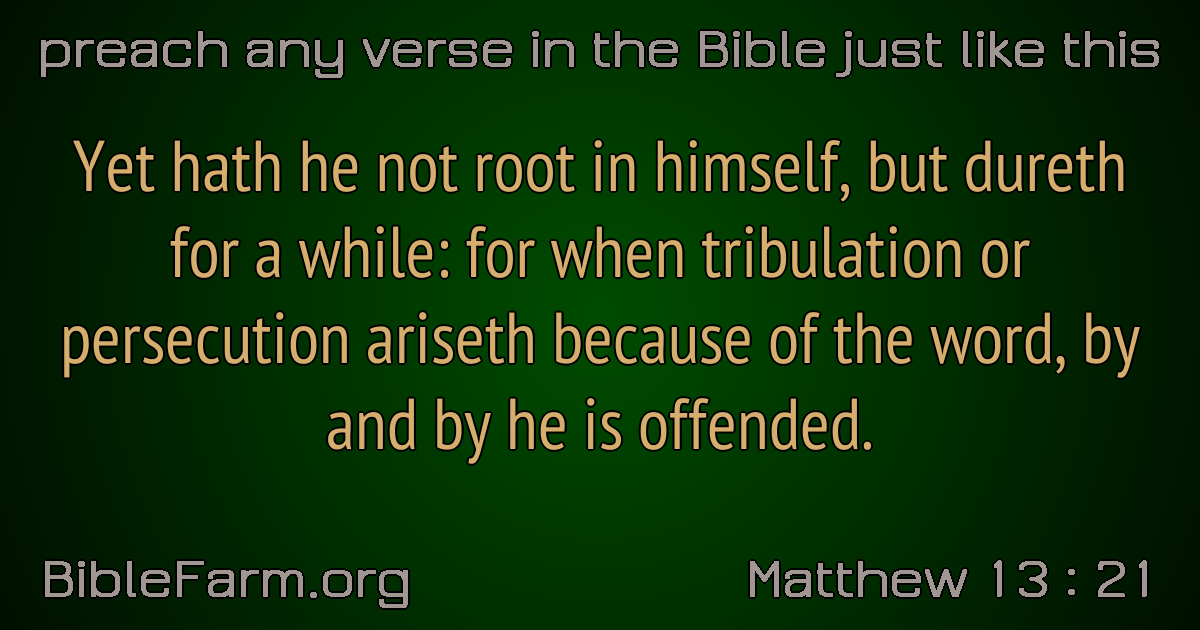 preach any verse in the Bible just like this
Yet hath he not root in himself, but dureth
for a while: for when tribulation or
persecution ariseth because of the word, by
and by he is offended.
BibleFarm.org
Matthew 13 : 21